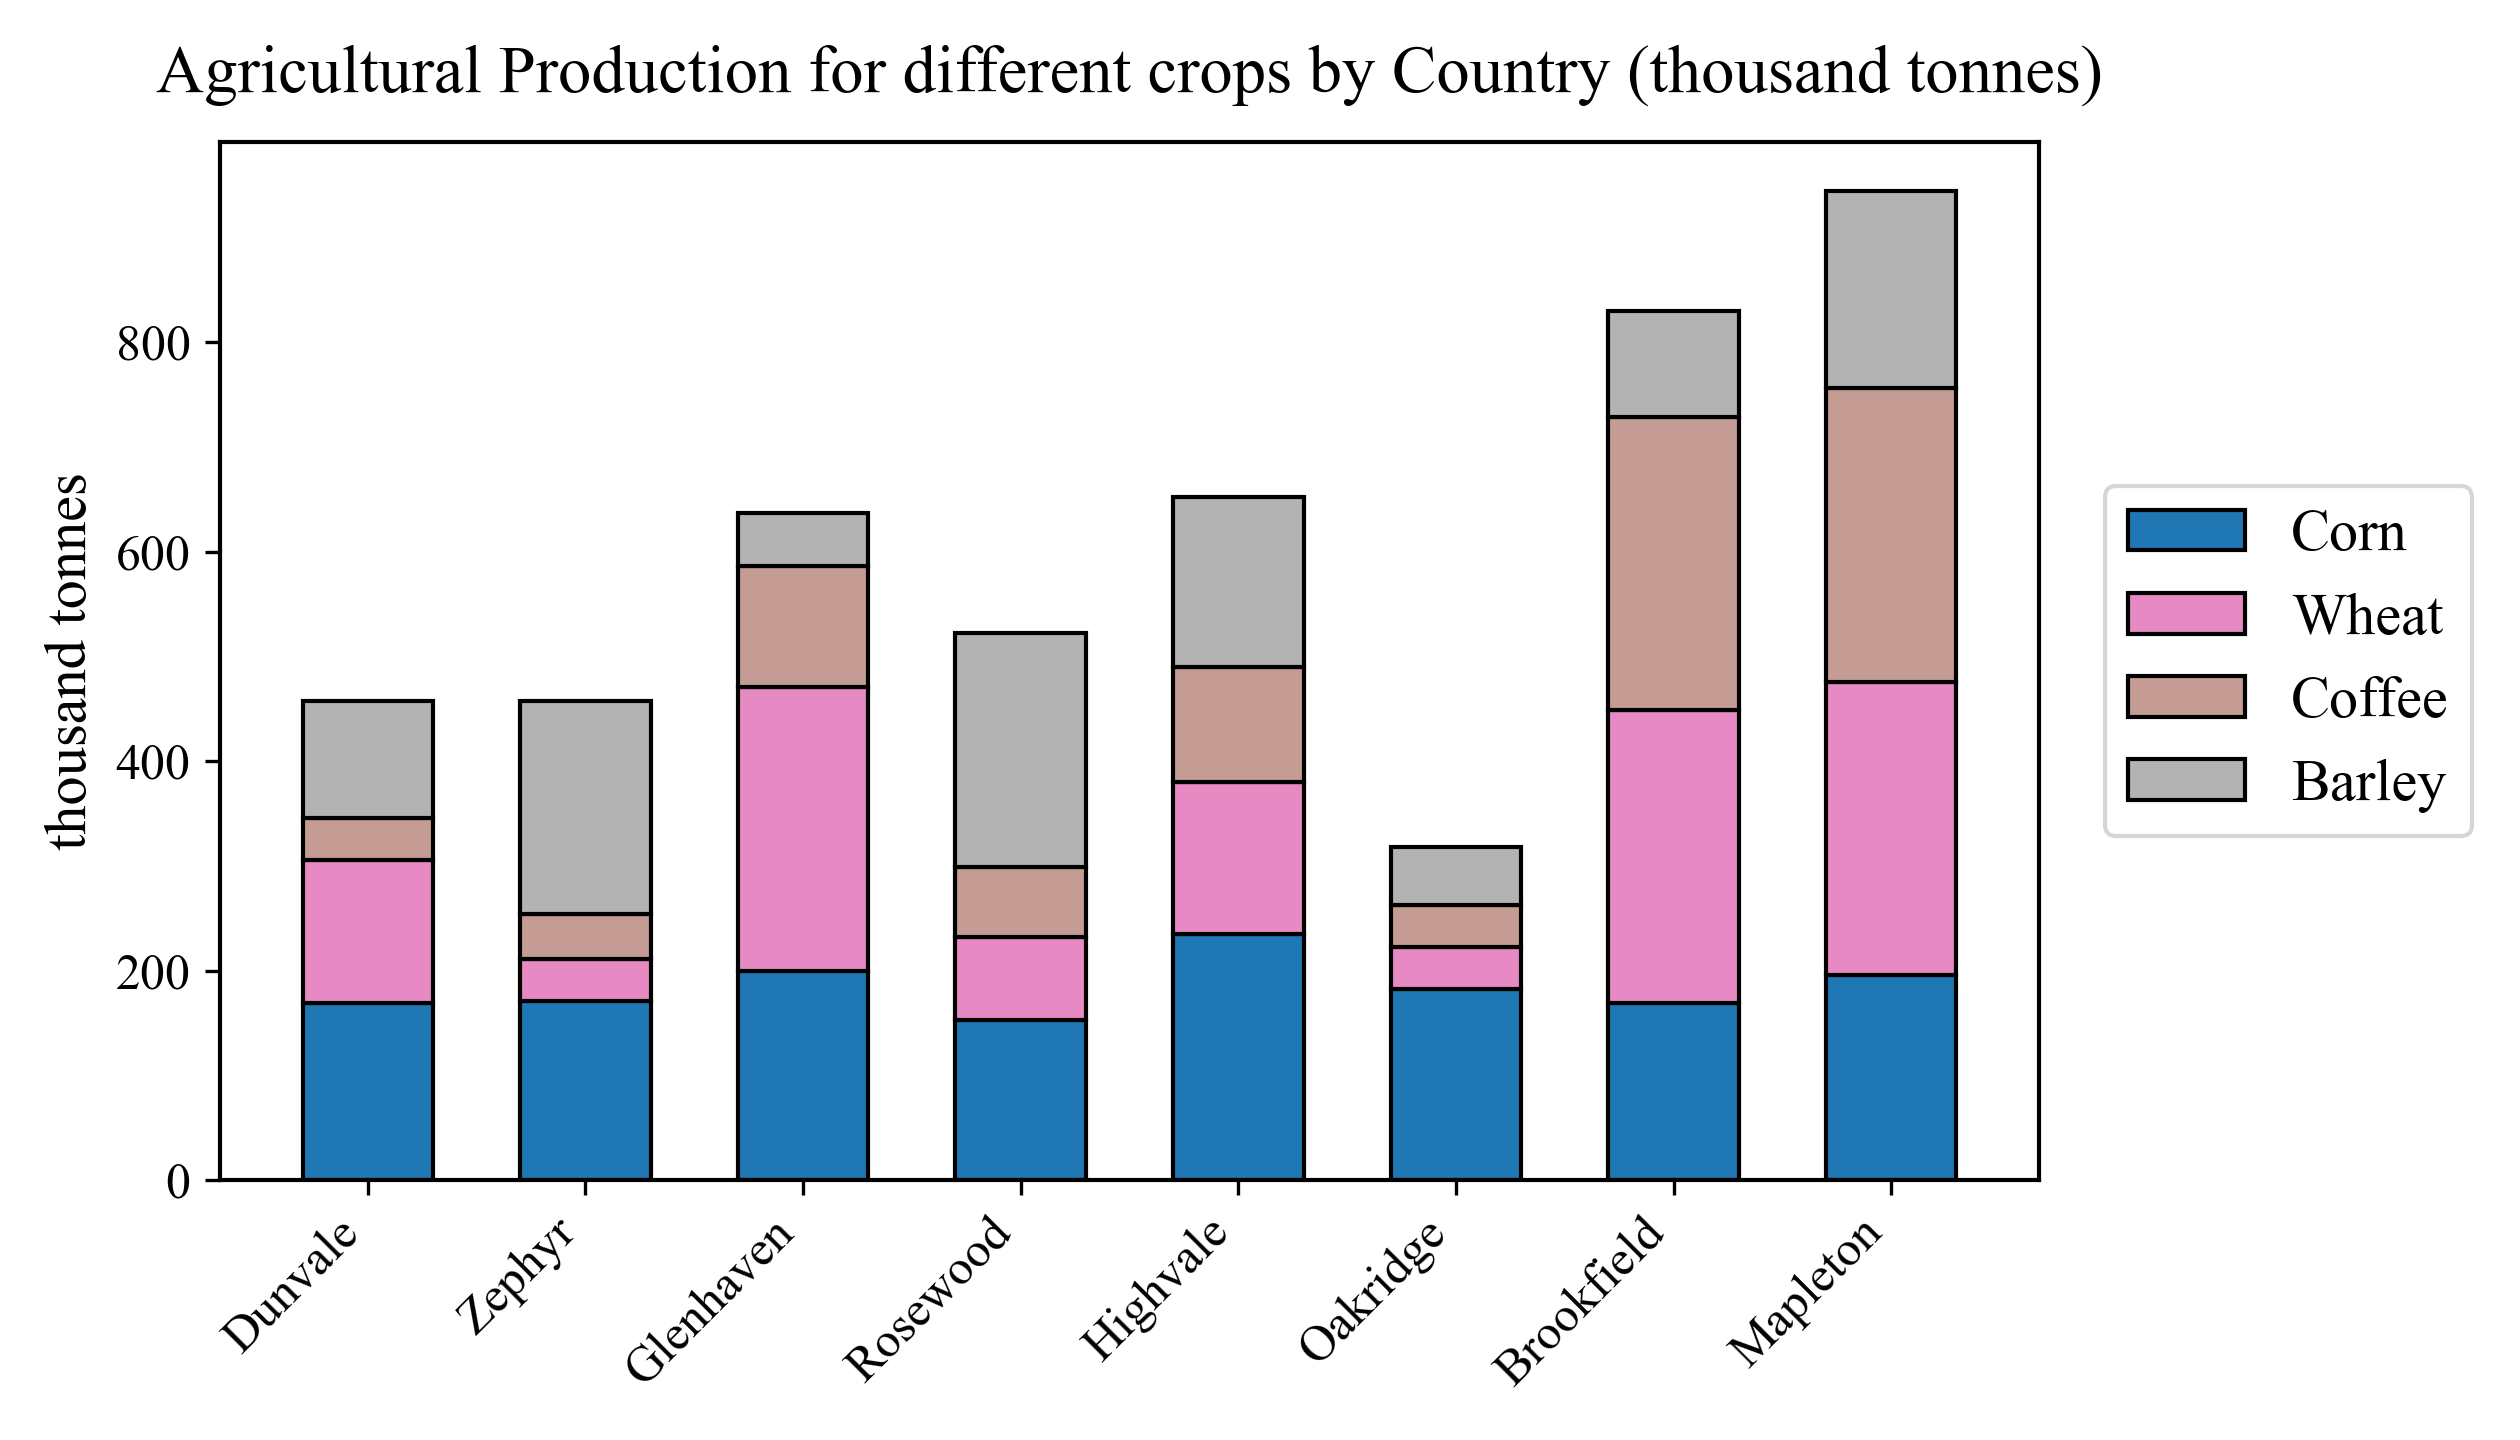 Agricultural Production for different crops by Country (thousand tonnes)
thousand tonnes
800
600
400
200
0
Dunvale
Zephyr
Glenhaven
Rosewood
Highvale
Oakridge
Brookfield
Mapleton
Corn
Wheat
Coffee
Barley